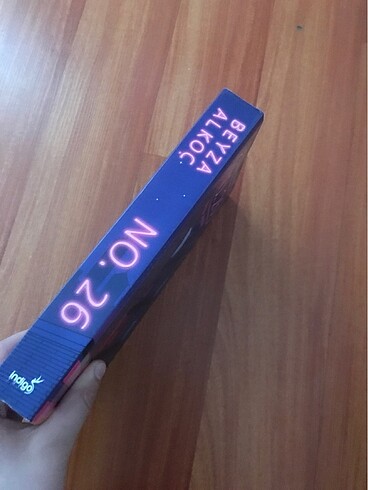 BEYZA
ALKOÇ
NO. 26
indigo